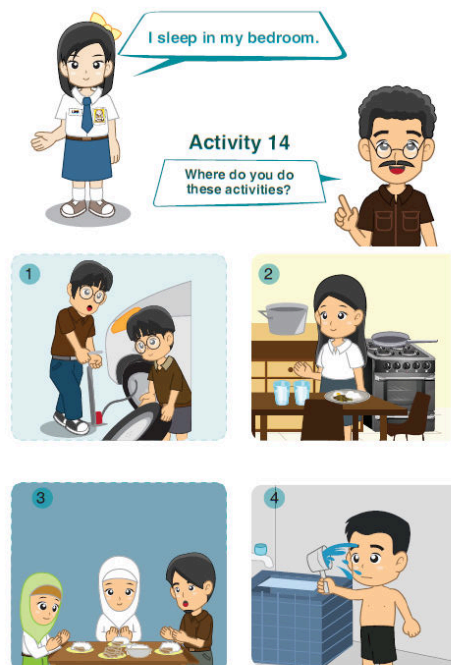 I sleep in my bedroom.
Activity 14
Where do you do
these activities?
1
2
3
4